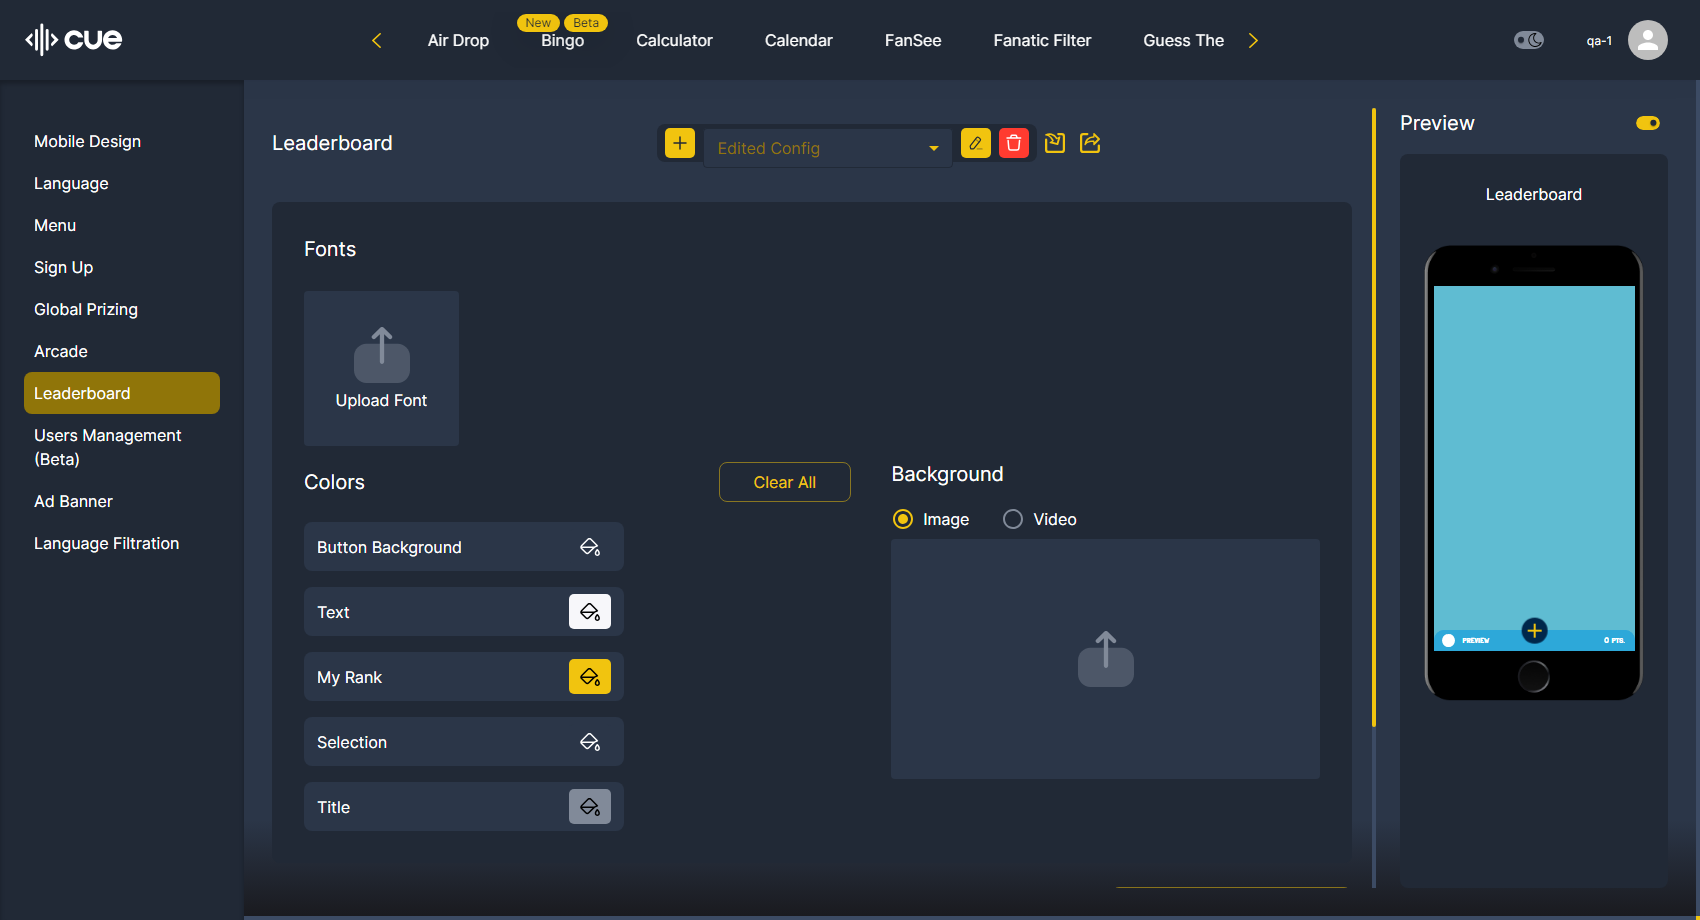 cue
Air Drop
New
Beta
Bingo
Calculator
Calendar
FanSee
Fanatic Filter
Guess The
qa-1
Mobile Design
Language
Menu
Sign Up
Global Prizing
Arcade
Leaderboard
Users Management
(Beta)
Ad Banner
Language Filtration
Leaderboard
Edited Config
Fonts
Upload Font
Colors
Clear All
Button Background
Text
My Rank
Selection
Title
Background
Image
Video
Preview
Leaderboard
PREVIEW
0 PTS.